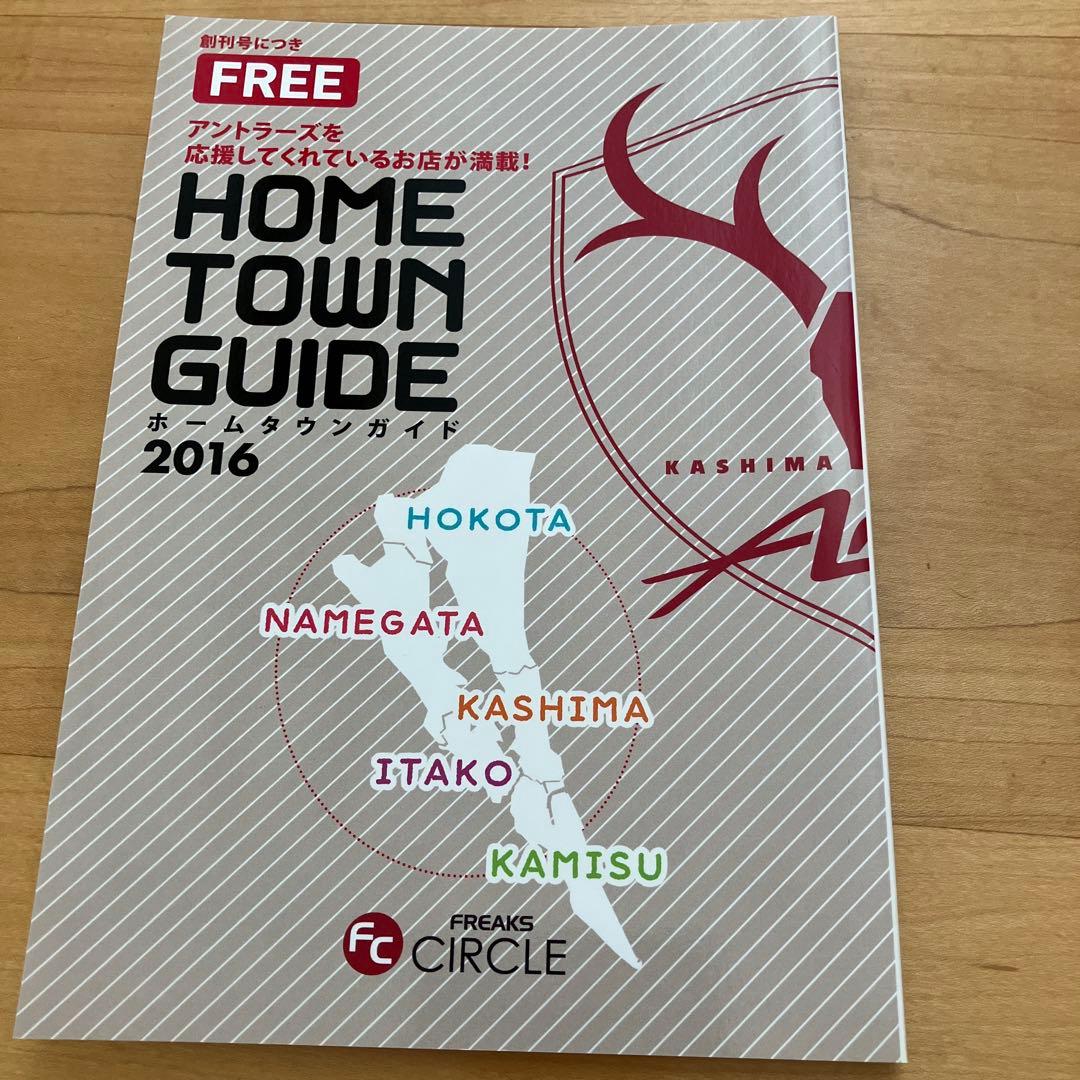 創刊号につき
FREE
アントラーズを
応援してくれているお店が満載!
HOME
TOWN
GUIDE
ホームタウンガイド
2016
KASHIMA
HOKOTA
NAMEGATA
KASHIMA
ITAKO
KAMISU
FC
FREAKS
CIRCLE